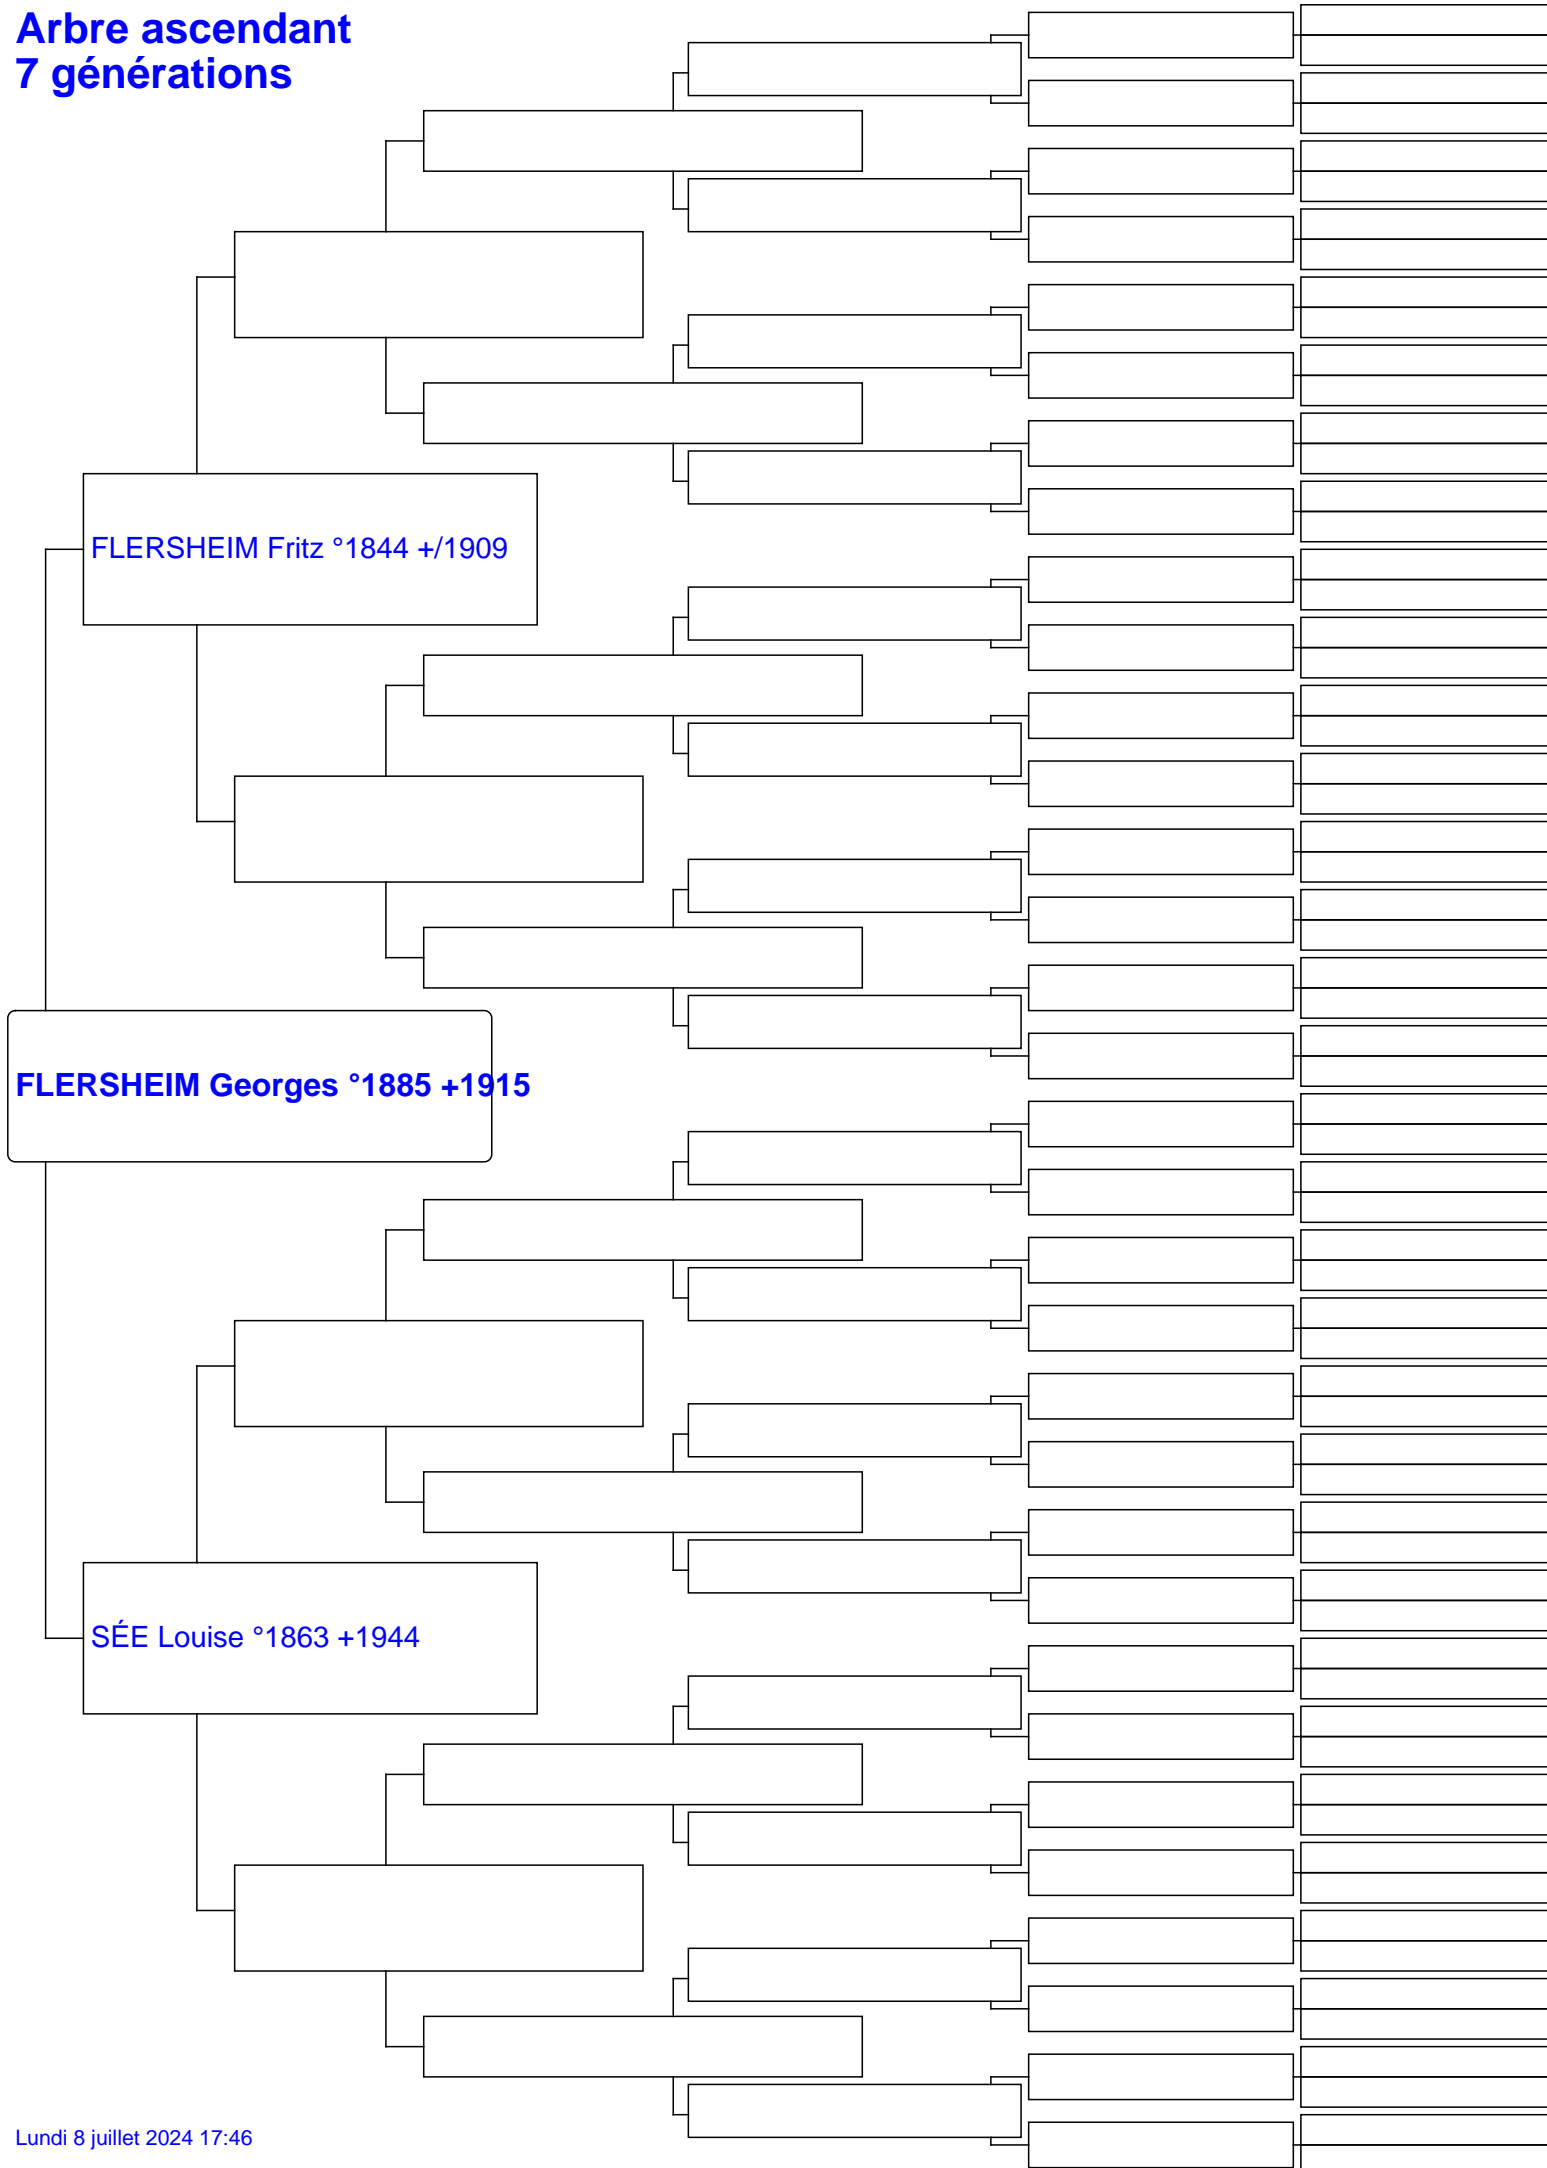 Arbre ascendant
7 générations
FLERSHEIM Fritz °1844 +/1909
FLERSHEIM Georges °1885 +1915
SÉE Louise °1863 +1944
Lundi 8 juillet 2024 17:46